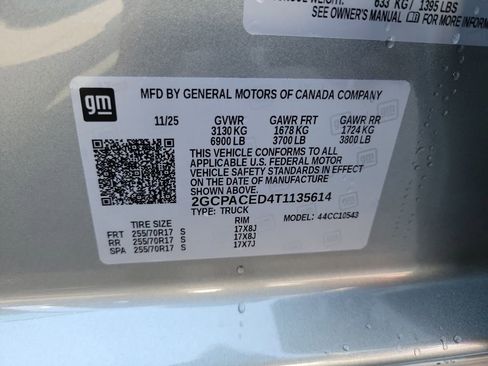 633 KG / 1395 LBS
SEE OWNER'S MANUAL FOR MORE INFORMATION
gm
MFD BY GENERAL MOTORS OF CANADA COMPANY
11/25 GVWR GAWR FRT GAWR RR
3130 KG 1678 KG 1724 KG
6900 LB 3700 LB 3800 LB
THIS VEHICLE CONFORMS TO ALL
APPLICABLE U.S. FEDERAL MOTOR
VEHICLE SAFETY STANDARDS IN EFFECT
ON THE DATE OF MANUFACTURE
SHOWN ABOVE.
2GCPACED4T1135614
TYPE: TRUCK MODEL: 44CC10543
TIRE SIZE RIM
FRT 255/70R17 S 17X8J
RR 255/70R17 S 17X8J
SPA 255/70R17 S 17X7J